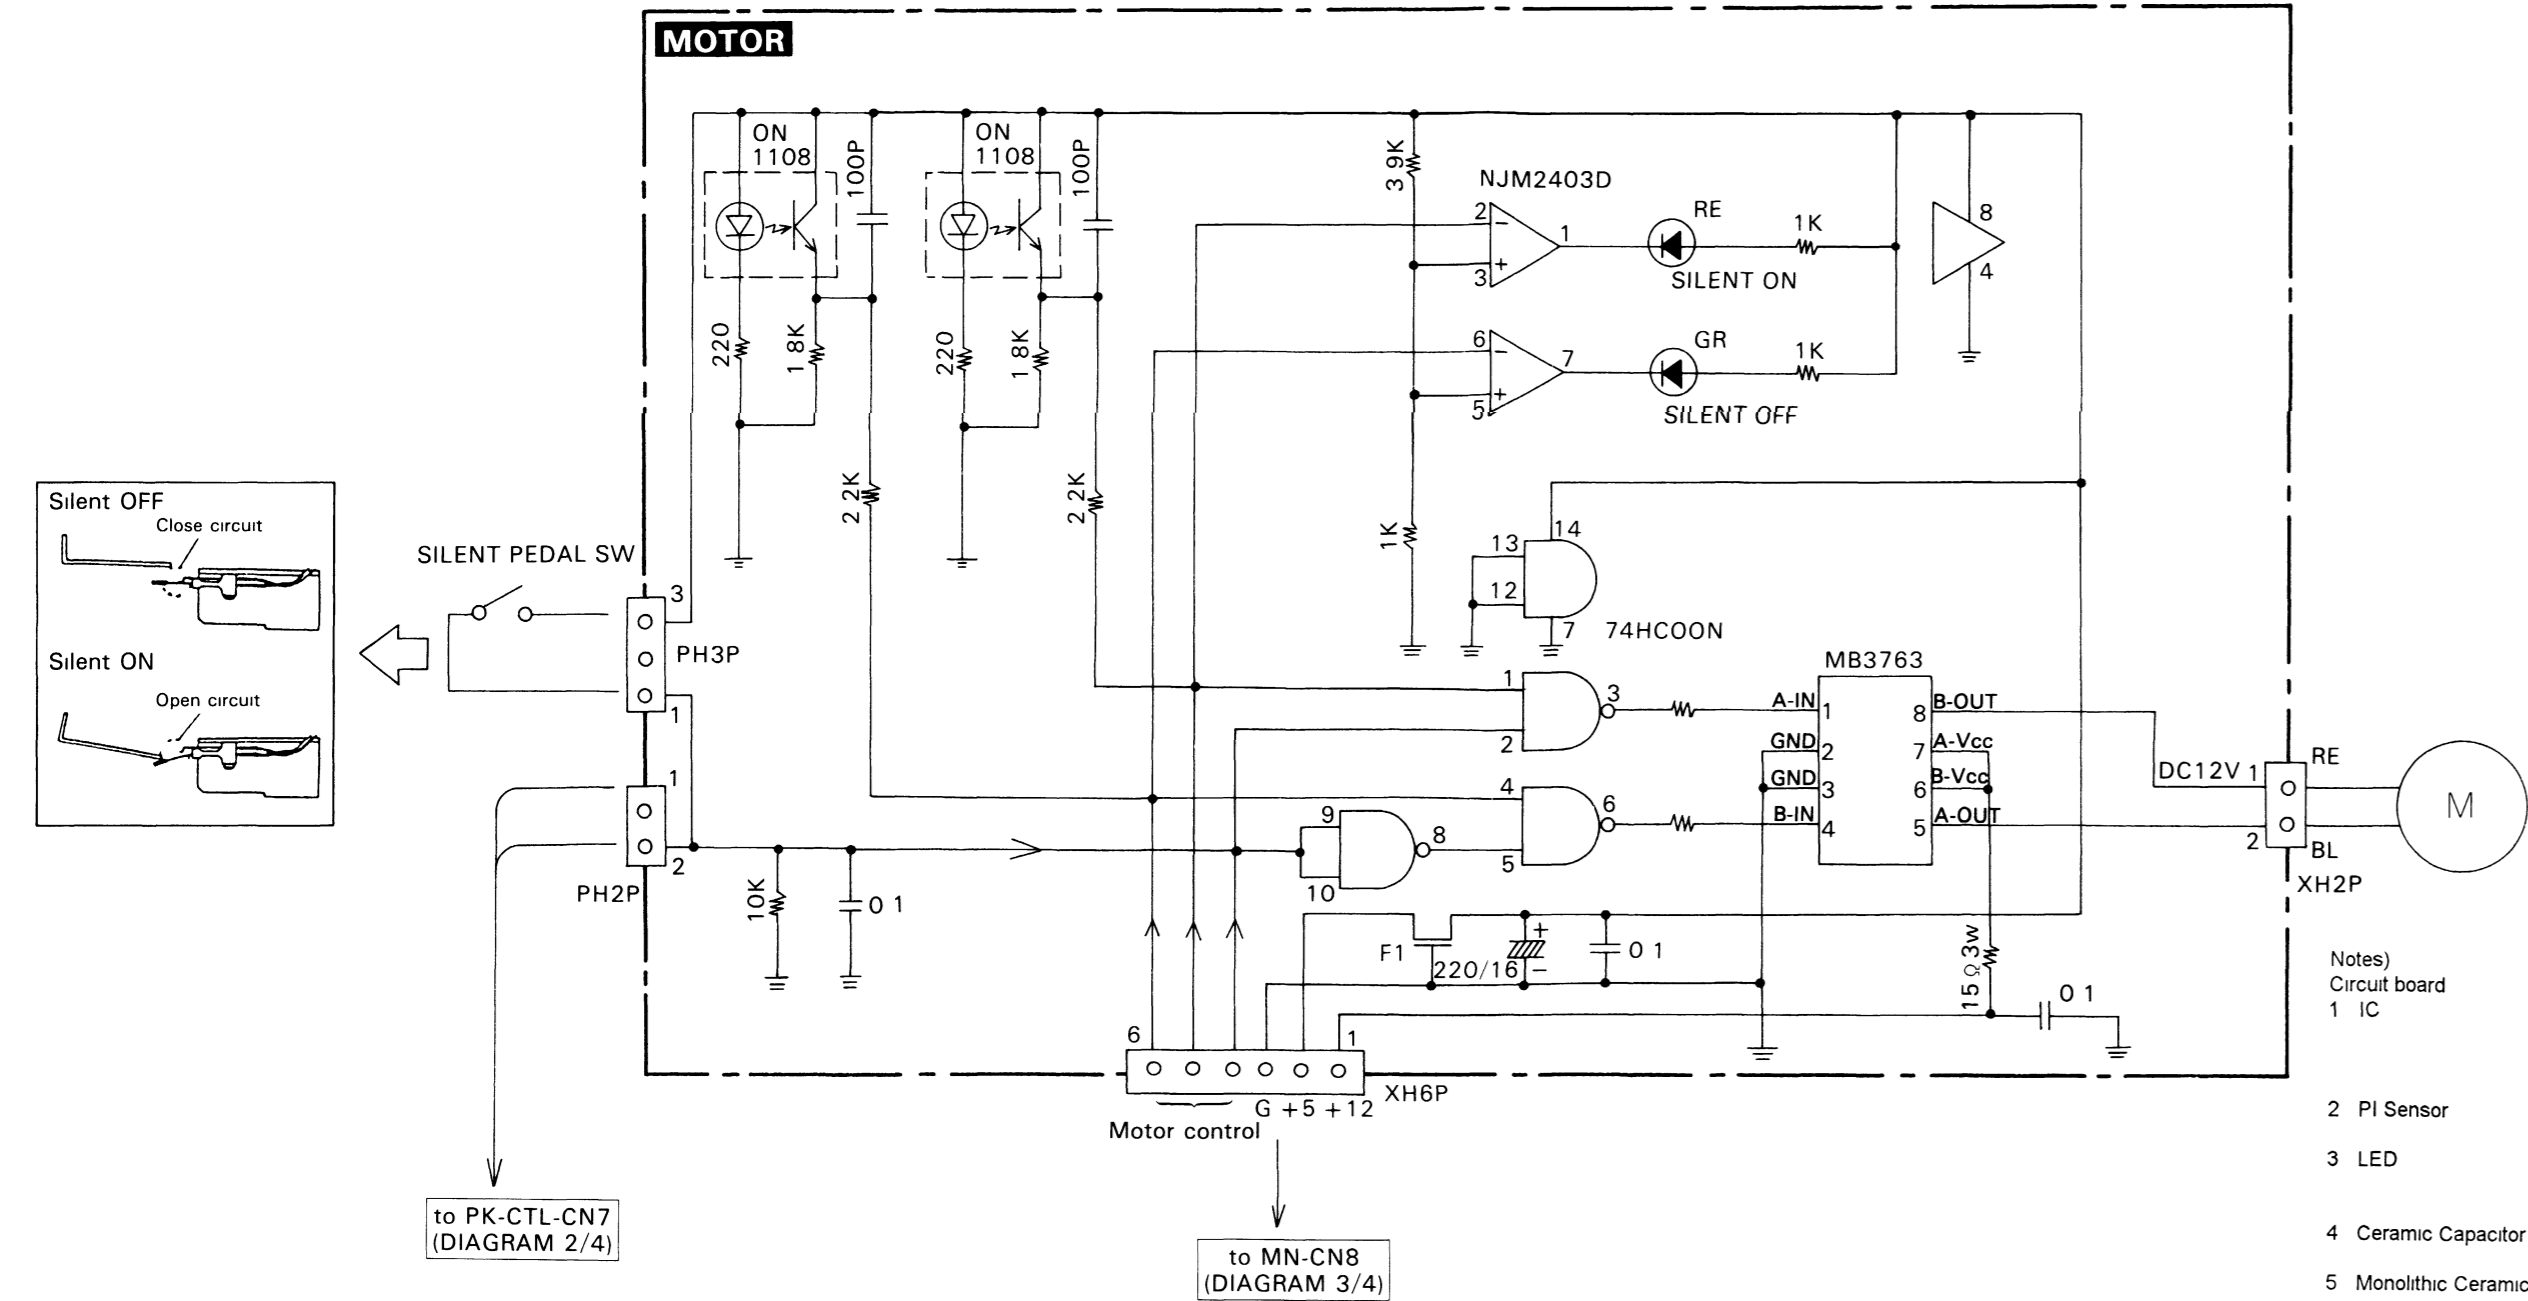 MOTOR
ON
1108
100P
ON
1108
100P
3 9K
NJM2403D
2
3
1
RE
1K
SILENT ON
8
4
220
1 8K
220
1 8K
6
5
7
GR
1K
SILENT OFF
2 2K
2 2K
1K
Silent OFF
Close circuit
Silent ON
Open circuit
SILENT PEDAL SW
3
PH3P
1
1
2
PH2P
10K
0 1
14
13
12
7
74HCOON
1
2
3
4
5
6
9
10
8
MB3763
A-IN
1
GND
2
GND
3
B-IN
4
8
B-OUT
7
A-Vcc
6
B-Vcc
5
A-OUT
DC12V
1
2
RE
BL
XH2P
M
F1
220/16
+
−
0 1
15Ω 3w
0 1
6
1
XH6P
G +5 +12
Motor control
to PK-CTL-CN7
(DIAGRAM 2/4)
to MN-CN8
(DIAGRAM 3/4)
Notes)
Circuit board
1 IC
2 PI Sensor
3 LED
4 Ceramic Capacitor
5 Monolithic Ceramic